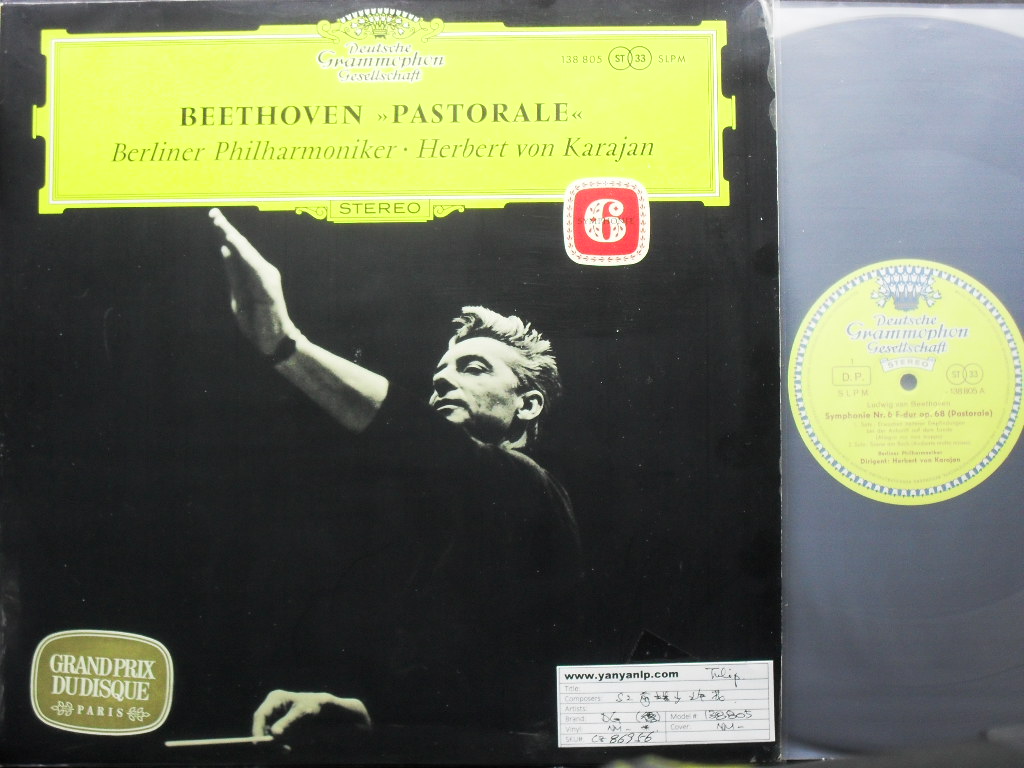 Deutsche
Grammophon
Gesellschaft
138 805 ST 33 SLPM
BEETHOVEN »PASTORALE«
Berliner Philharmoniker · Herbert von Karajan
STEREO
6
GRAND PRIX
DU DISQUE
PARIS
www.yanyanlp.com Tulip.
Title:
Composers:
Artists:
Brand: DG Model #: 138805
Vinyl: NM - Cover: NM -
SKU#:
Deutsche
Grammophon
Gesellschaft
STEREO
D.P. ST 33
SLPM 138 805 A
Ludwig van Beethoven
Symphonie Nr. 6 F-dur op. 68 (Pastorale)
Berliner Philharmoniker
Dirigent: Herbert von Karajan